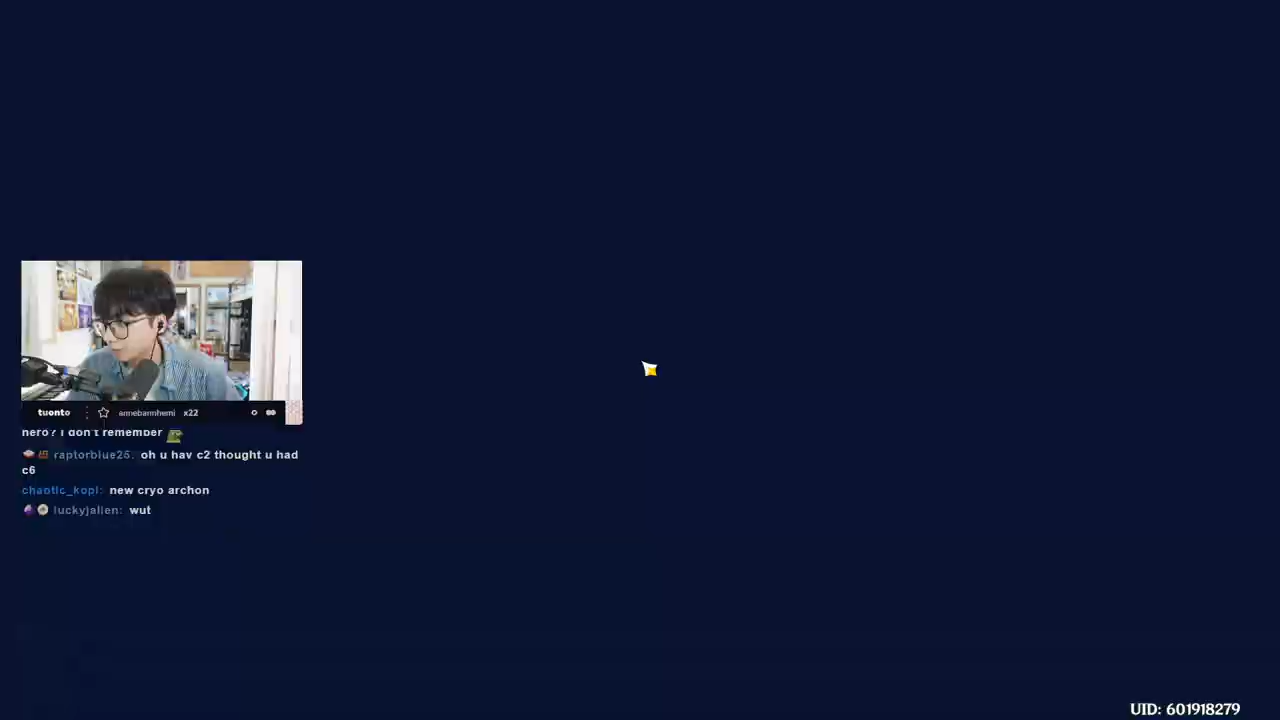 tuonto
annebarmhemi x22
hero? I don't remember
raptorblue25: oh u hav c2 thought u had
c6
chaotic_kopi: new cryo archon
luckyjalien: wut
UID: 601918279